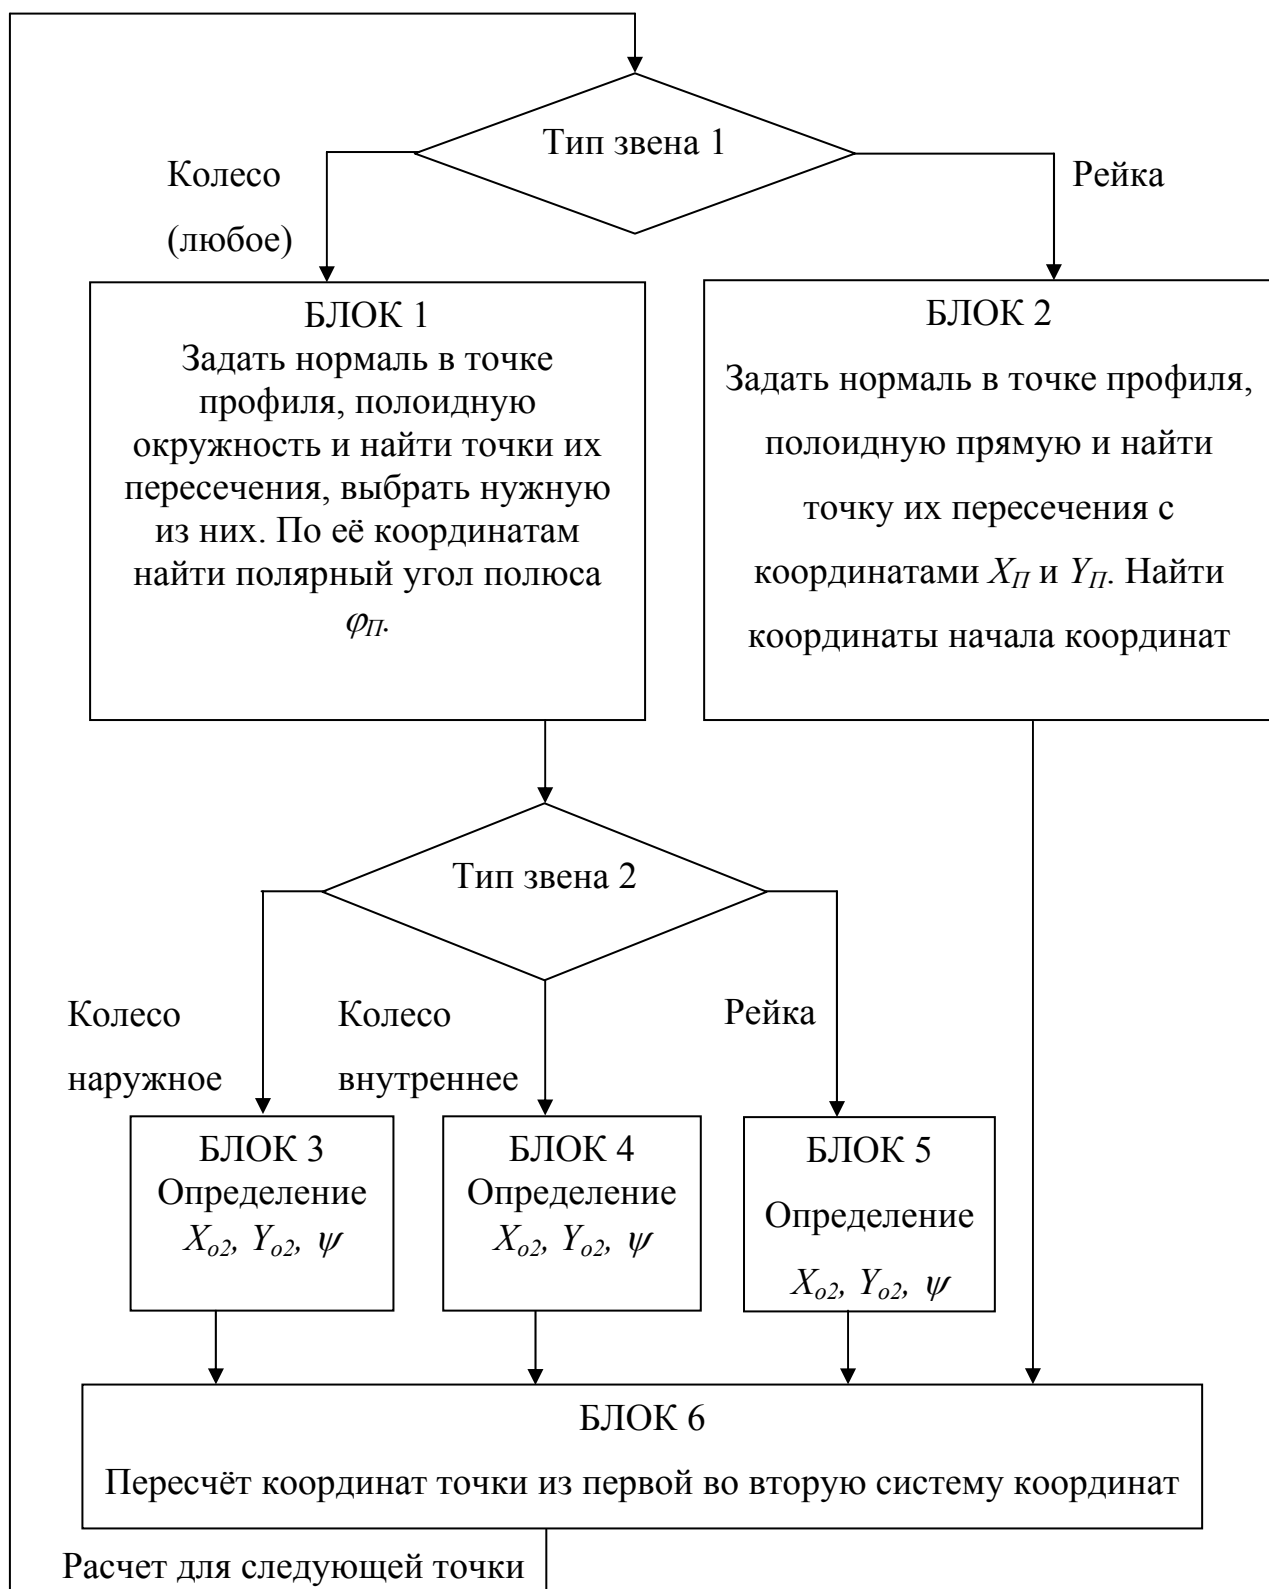 Тип звена 1
Колесо
(любое)
Рейка
БЛОК 1
Задать нормаль в точке
профиля, полоидную
окружность и найти точки их
пересечения, выбрать нужную
из них. По её координатам
найти полярный угол полюса
φП.
БЛОК 2
Задать нормаль в точке профиля,
полоидную прямую и найти
точку их пересечения с
координатами XП и YП. Найти
координаты начала координат
Тип звена 2
Колесо
наружное
Колесо
внутреннее
Рейка
БЛОК 3
Определение
Xo2, Yo2, ψ
БЛОК 4
Определение
Xo2, Yo2, ψ
БЛОК 5
Определение
Xo2, Yo2, ψ
БЛОК 6
Пересчёт координат точки из первой во вторую систему координат
Расчет для следующей точки